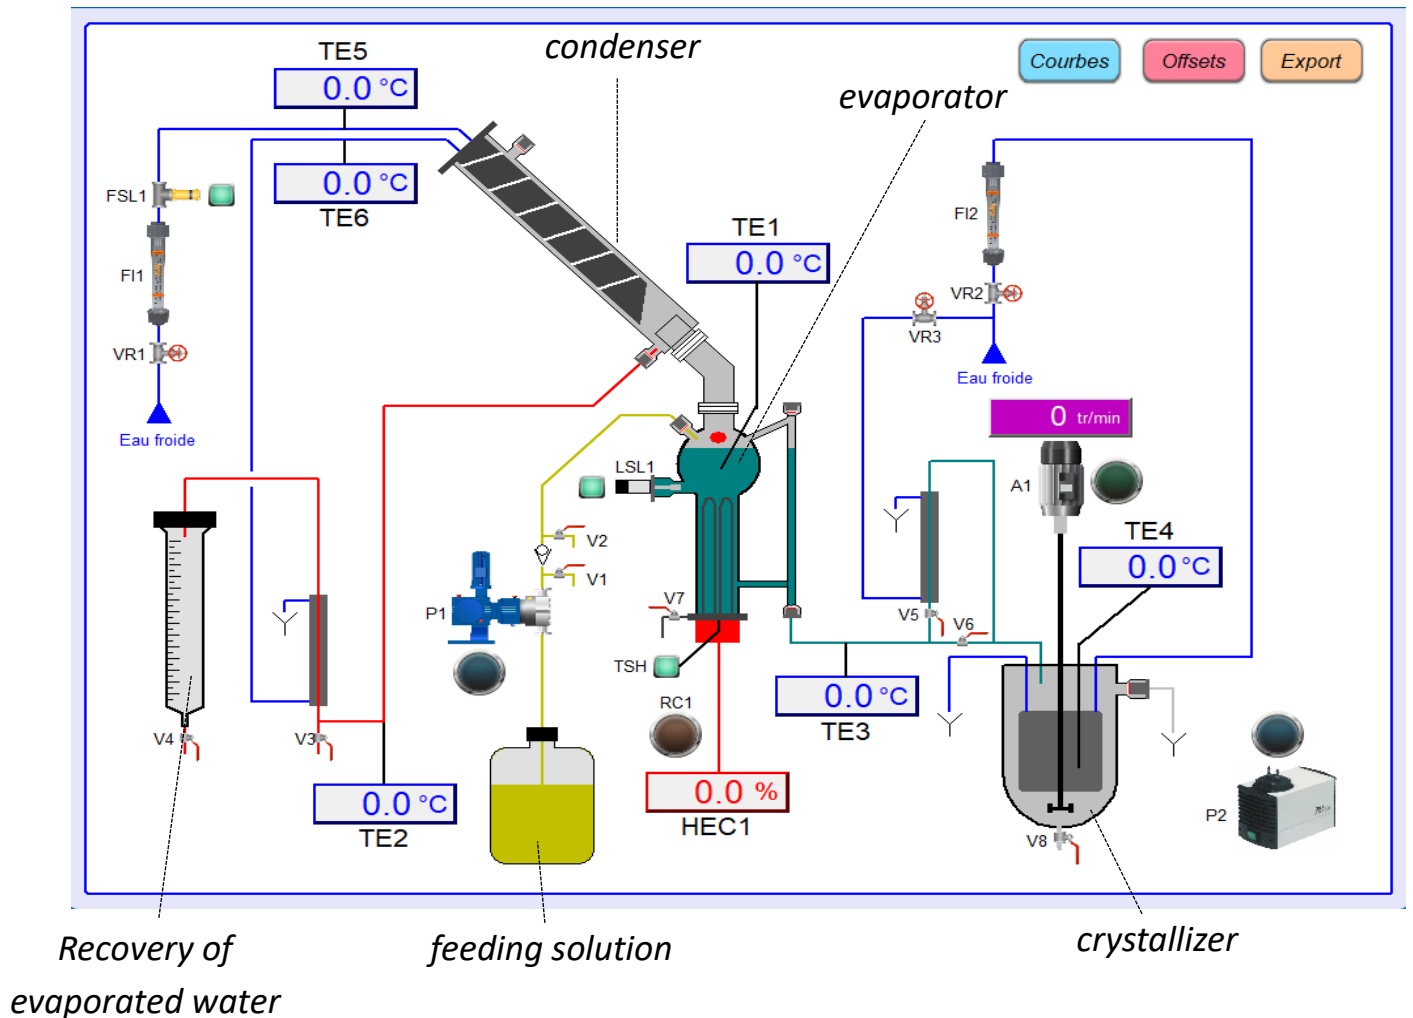 condenser
TE5
0.0 °C
Courbes
Offsets
Export
evaporator
0.0 °C
TE6
FSL1
TE1
0.0 °C
FI2
FI1
VR2
VR3
VR1
Eau froide
Eau froide
0 tr/min
LSL1
A1
V2
TE4
0.0 °C
V1
P1
V7
V5
V6
TSH
RC1
0.0 °C
TE3
V4
V3
0.0 °C
TE2
0.0 %
HEC1
P2
V8
Recovery of
evaporated water
feeding solution
crystallizer